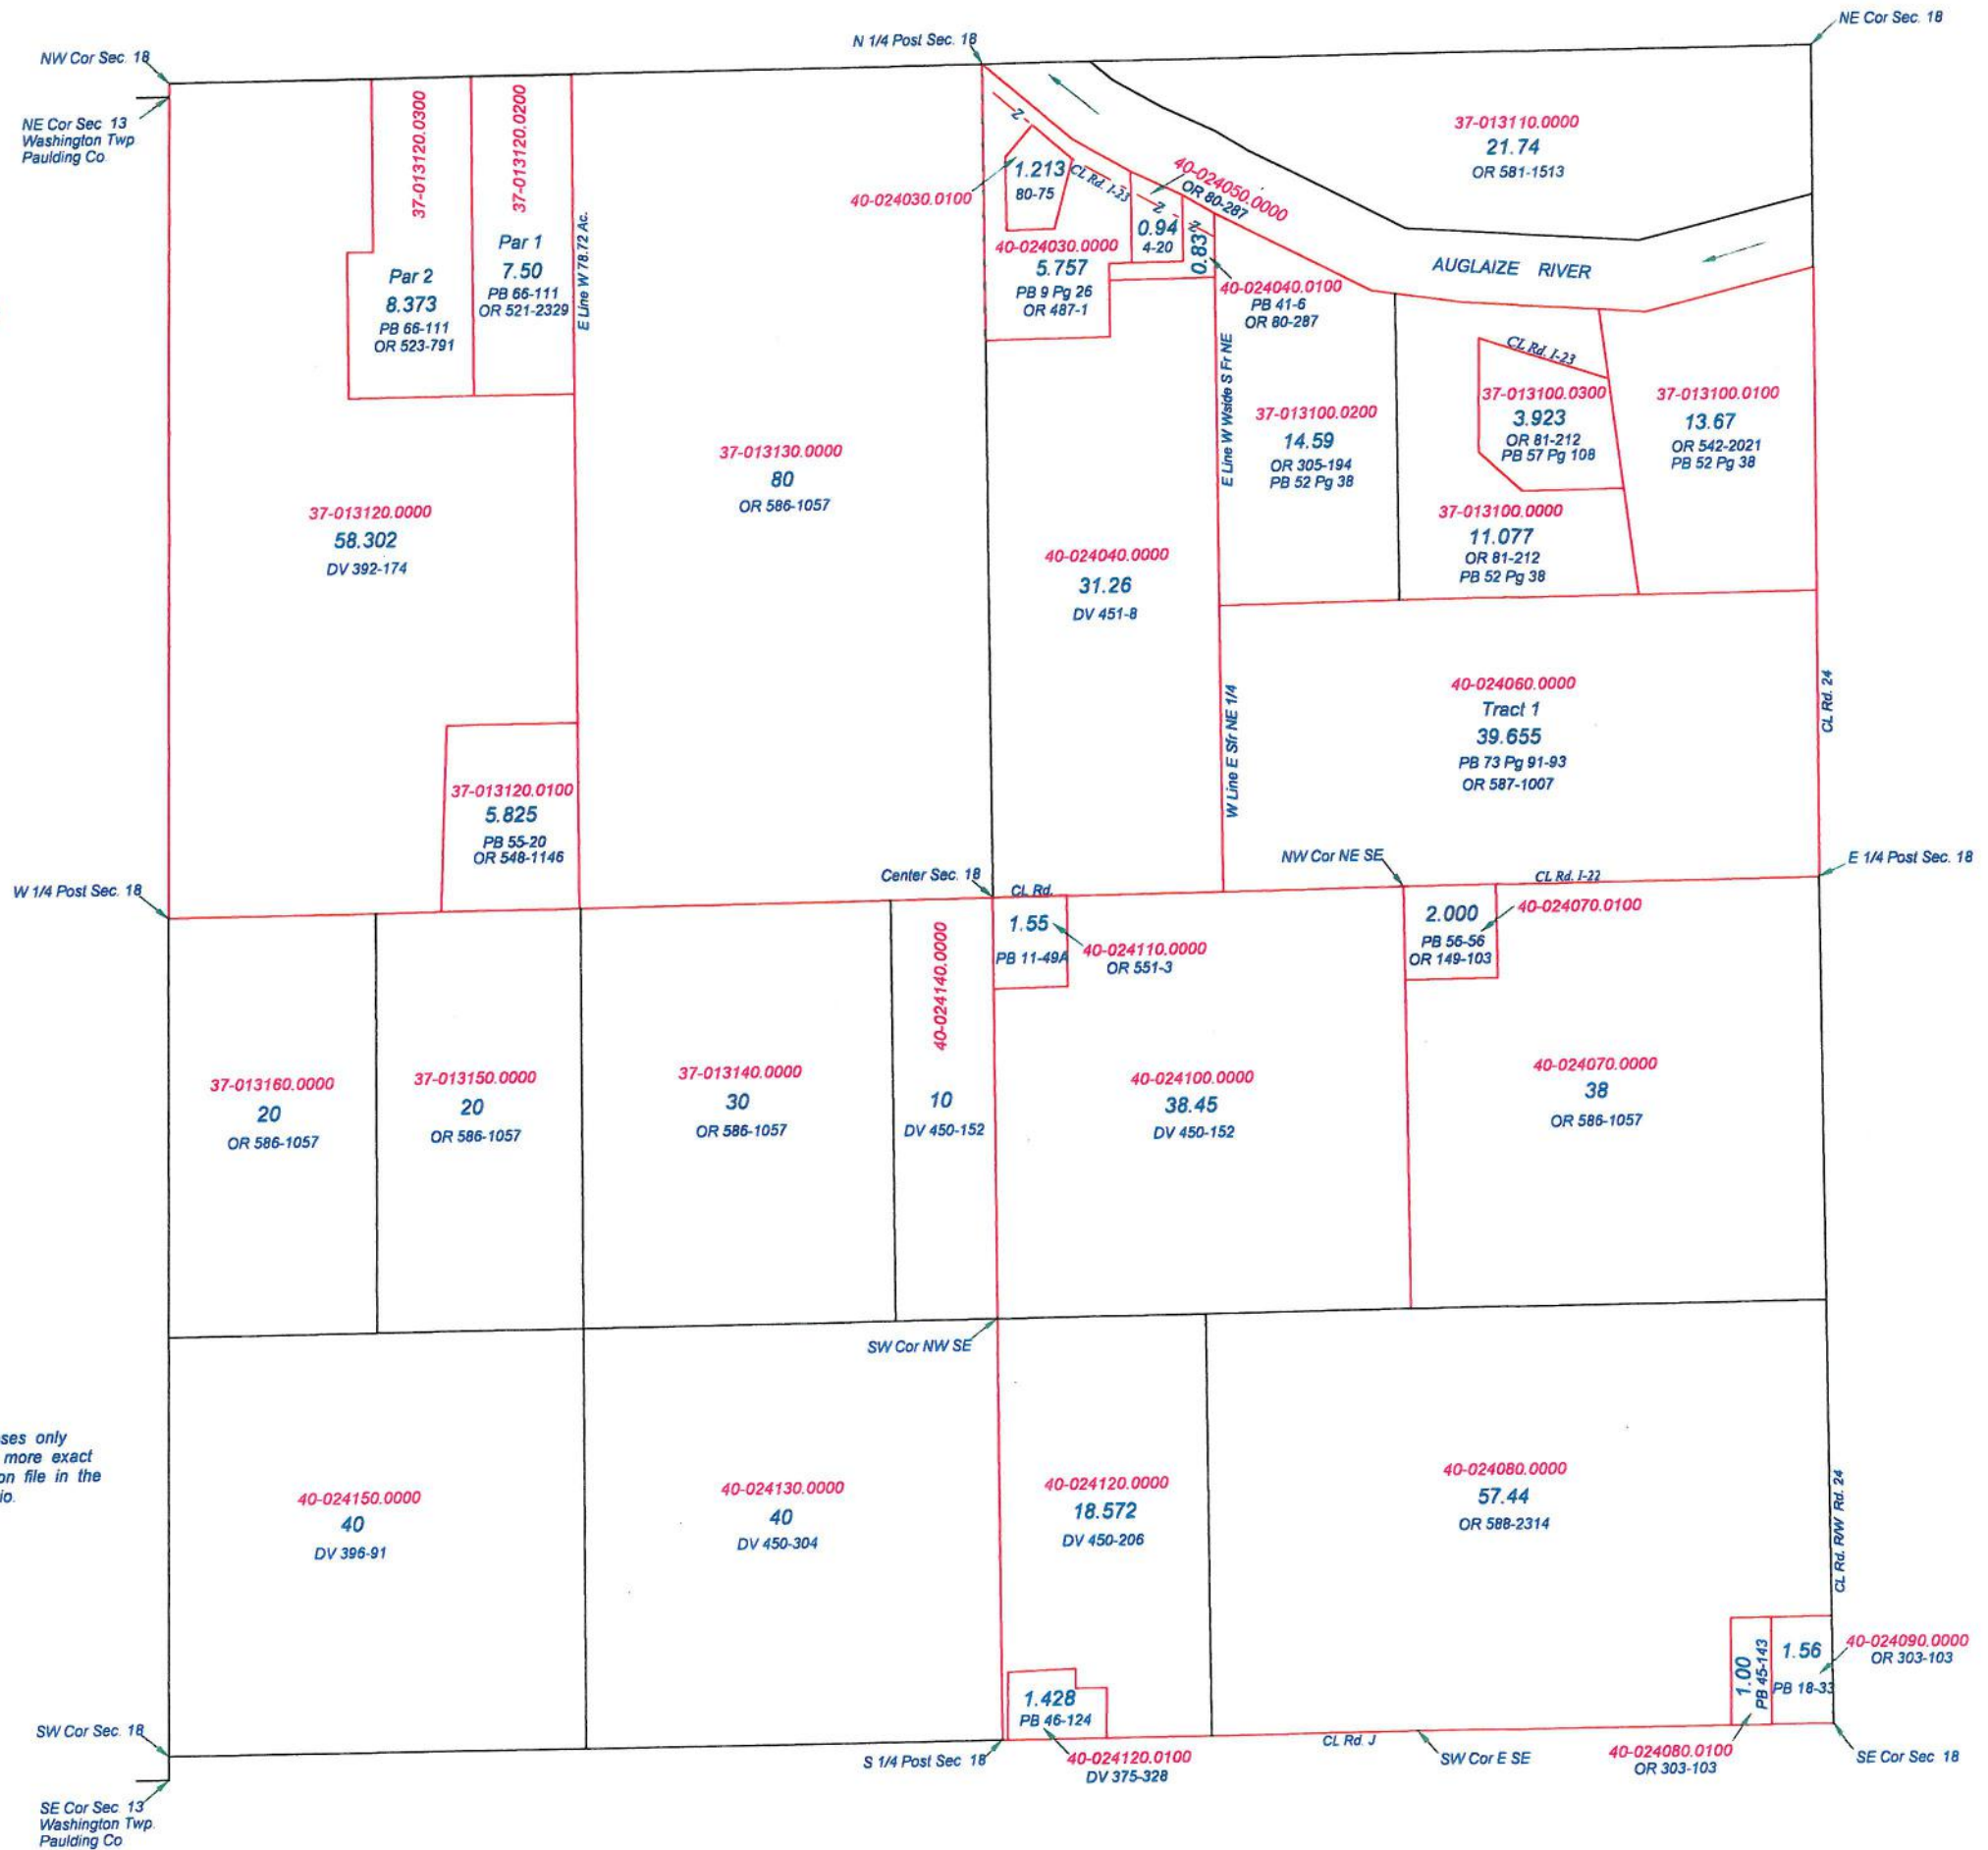 NW Cor Sec. 18
N 1/4 Post Sec. 18
NE Cor Sec. 18
NE Cor Sec 13
Washington Twp
Paulding Co.
37-013120.0300
Par 2
8.373
PB 66-111
OR 523-791
37-013120.0200
Par 1
7.50
PB 66-111
OR 521-2329
E Line W 78.72 Ac.
37-013110.0000
21.74
OR 581-1513
AUGLAIZE RIVER
Z
1.213
80-75
40-024030.0100
CL Rd. I-23
40-024050.0000
OR 80-287
Z
0.94
4-20
Z
0.83
40-024030.0000
5.757
PB 9 Pg 26
OR 487-1
40-024040.0100
PB 41-6
OR 80-287
E Line W Wside S Fr NE
37-013100.0200
14.59
OR 305-194
PB 52 Pg 38
CL Rd. I-23
37-013100.0300
3.923
OR 81-212
PB 57 Pg 108
37-013100.0100
13.67
OR 542-2021
PB 52 Pg 38
37-013100.0000
11.077
OR 81-212
PB 52 Pg 38
37-013120.0000
58.302
DV 392-174
37-013130.0000
80
OR 586-1057
40-024040.0000
31.26
DV 451-8
W Line E Sfr NE 1/4
40-024060.0000
Tract 1
39.655
PB 73 Pg 91-93
OR 587-1007
CL Rd. 24
37-013120.0100
5.825
PB 55-20
OR 548-1146
W 1/4 Post Sec. 18
Center Sec. 18
CL Rd.
NW Cor NE SE
CL Rd. I-22
E 1/4 Post Sec. 18
1.55
PB 11-49A
40-024110.0000
OR 551-3
2.000
PB 56-56
OR 149-103
40-024070.0100
37-013160.0000
20
OR 586-1057
37-013150.0000
20
OR 586-1057
37-013140.0000
30
OR 586-1057
40-024140.0000
10
DV 450-152
40-024100.0000
38.45
DV 450-152
40-024070.0000
38
OR 586-1057
SW Cor NW SE
ses only
more exact
on file in the
io.
40-024150.0000
40
DV 396-91
40-024130.0000
40
DV 450-304
40-024120.0000
18.572
DV 450-206
40-024080.0000
57.44
OR 588-2314
CL Rd. R/W Rd. 24
1.00
PB 45-143
1.56
PB 18-33
40-024090.0000
OR 303-103
1.428
PB 46-124
SW Cor Sec. 18
S 1/4 Post Sec 18
40-024120.0100
DV 375-328
CL Rd. J
SW Cor E SE
40-024080.0100
OR 303-103
SE Cor Sec 18
SE Cor Sec 13
Washington Twp.
Paulding Co